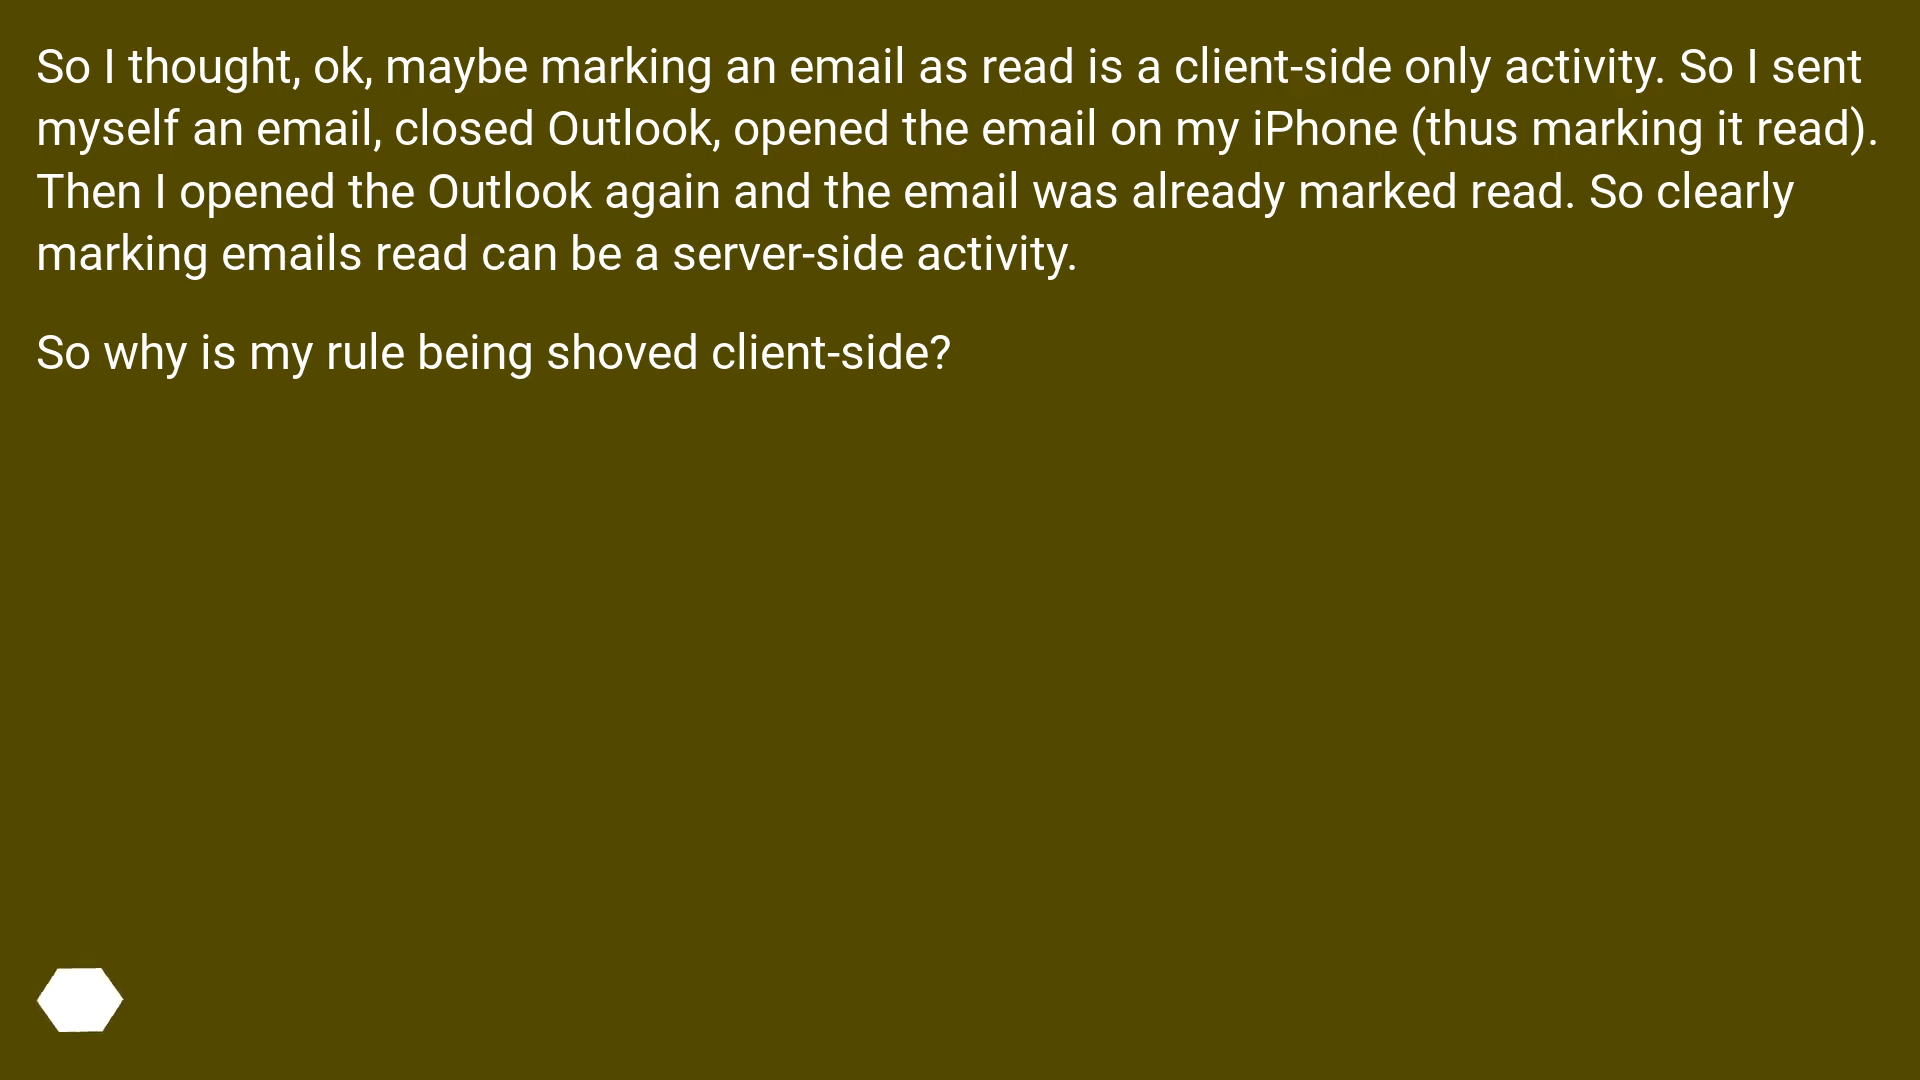 So I thought, ok, maybe marking an email as read is a client-side only activity. So I sent
myself an email, closed Outlook, opened the email on my iPhone (thus marking it read).
Then I opened the Outlook again and the email was already marked read. So clearly
marking emails read can be a server-side activity.
So why is my rule being shoved client-side?